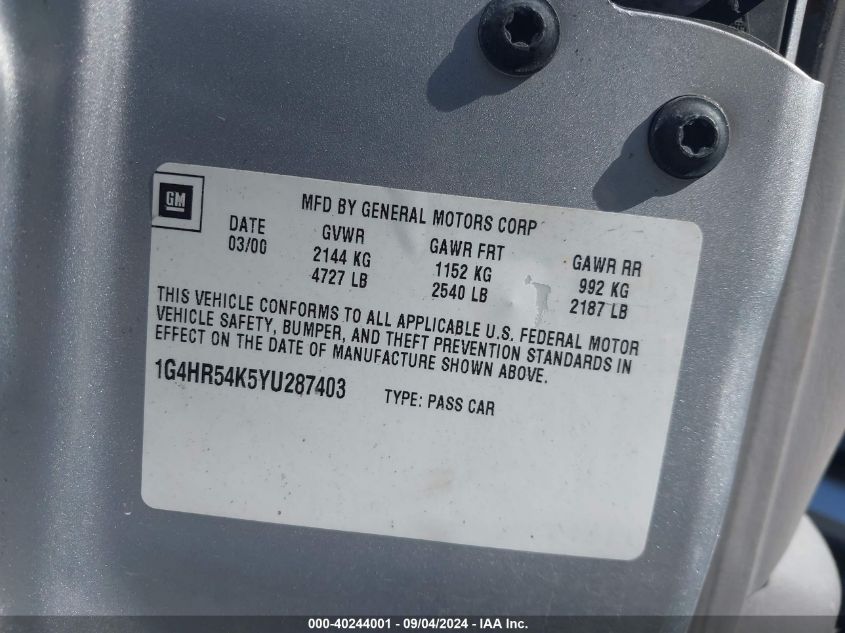 GM
MFD BY GENERAL MOTORS CORP
DATE GVWR GAWR FRT GAWR RR
03/00 2144 KG 1152 KG 992 KG
4727 LB 2540 LB 2187 LB
THIS VEHICLE CONFORMS TO ALL APPLICABLE U.S. FEDERAL MOTOR
VEHICLE SAFETY, BUMPER, AND THEFT PREVENTION STANDARDS IN
EFFECT ON THE DATE OF MANUFACTURE SHOWN ABOVE.
1G4HR54K5YU287403 TYPE: PASS CAR
000-40244001 - 09/04/2024 - IAA Inc.